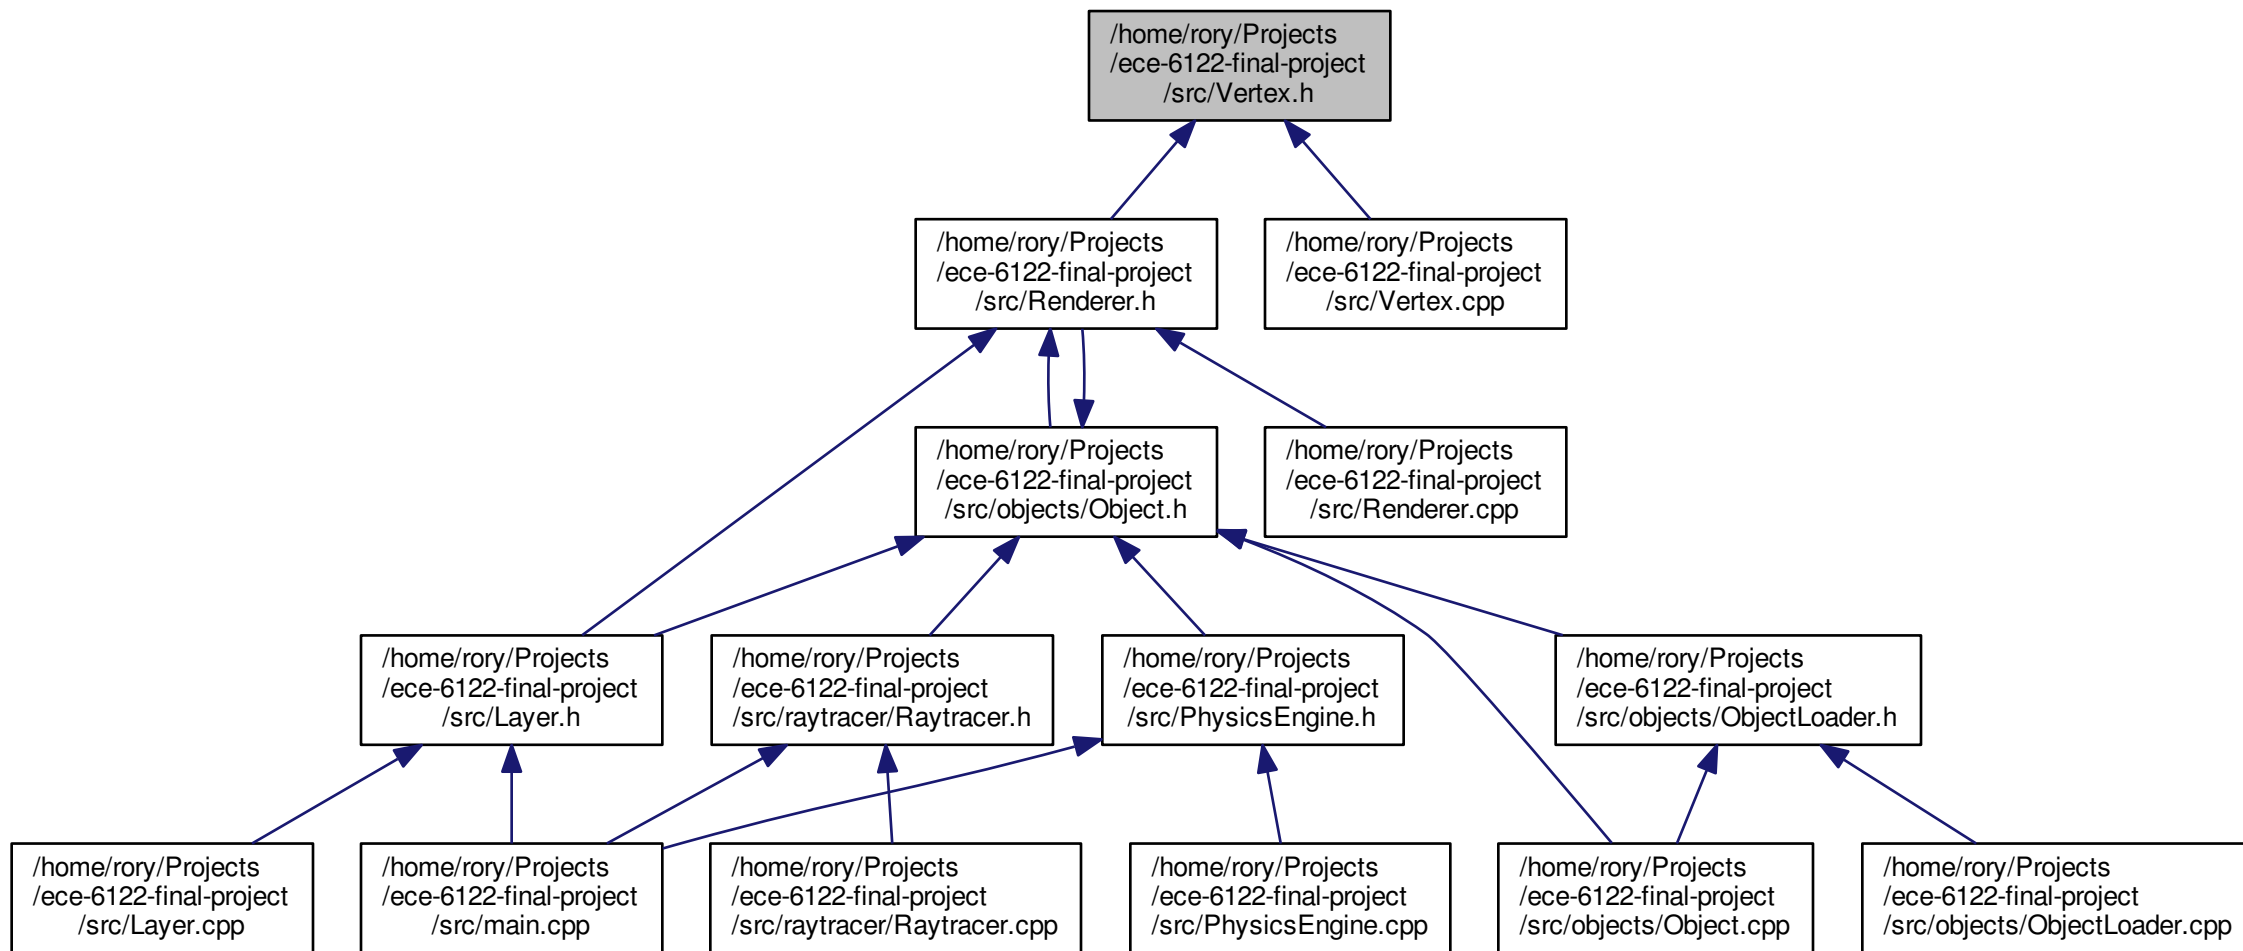 /home/rory/Projects
/ece-6122-final-project
/src/Vertex.h
/home/rory/Projects
/ece-6122-final-project
/src/Renderer.h
/home/rory/Projects
/ece-6122-final-project
/src/Vertex.cpp
/home/rory/Projects
/ece-6122-final-project
/src/objects/Object.h
/home/rory/Projects
/ece-6122-final-project
/src/Renderer.cpp
/home/rory/Projects
/ece-6122-final-project
/src/Layer.h
/home/rory/Projects
/ece-6122-final-project
/src/raytracer/Raytracer.h
/home/rory/Projects
/ece-6122-final-project
/src/PhysicsEngine.h
/home/rory/Projects
/ece-6122-final-project
/src/objects/ObjectLoader.h
/home/rory/Projects
/ece-6122-final-project
/src/Layer.cpp
/home/rory/Projects
/ece-6122-final-project
/src/main.cpp
/home/rory/Projects
/ece-6122-final-project
/src/raytracer/Raytracer.cpp
/home/rory/Projects
/ece-6122-final-project
/src/PhysicsEngine.cpp
/home/rory/Projects
/ece-6122-final-project
/src/objects/Object.cpp
/home/rory/Projects
/ece-6122-final-project
/src/objects/ObjectLoader.cpp